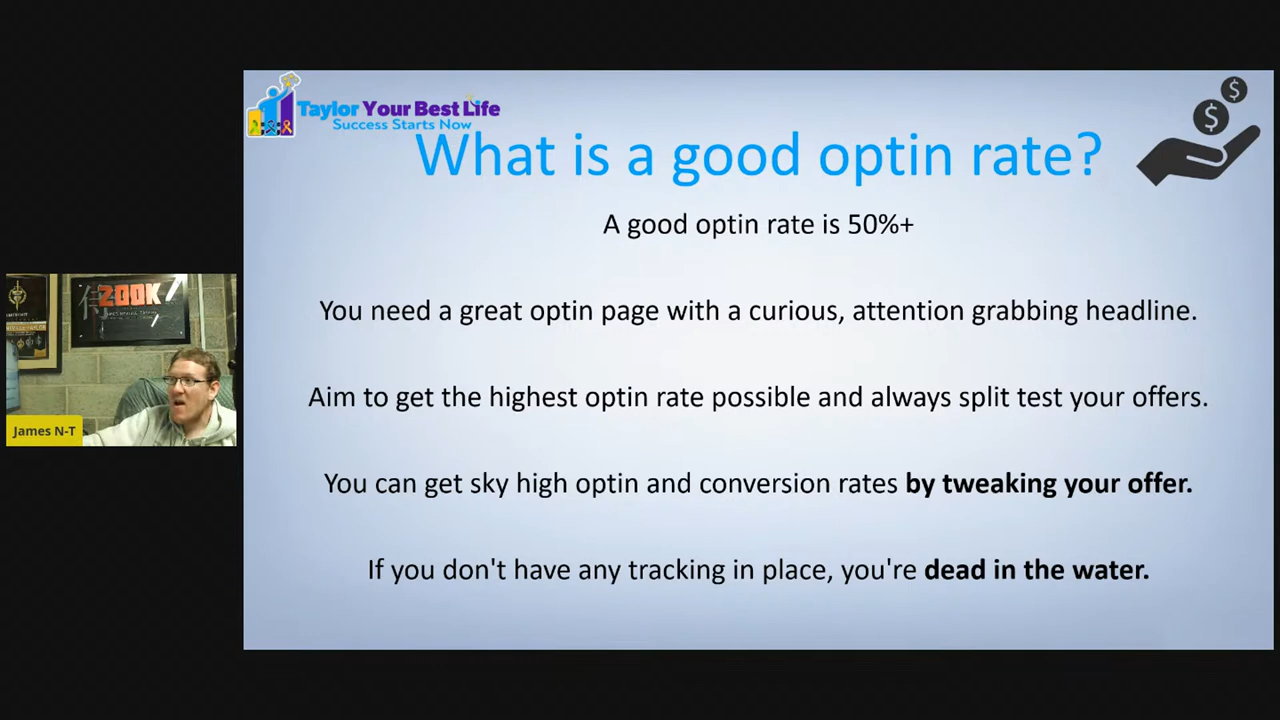 Taylor Your Best Life
Success Starts Now
What is a good optin rate?
$
$
A good optin rate is 50%+
You need a great optin page with a curious, attention grabbing headline.
Aim to get the highest optin rate possible and always split test your offers.
You can get sky high optin and conversion rates by tweaking your offer.
If you don't have any tracking in place, you're dead in the water.
200K
James N-T